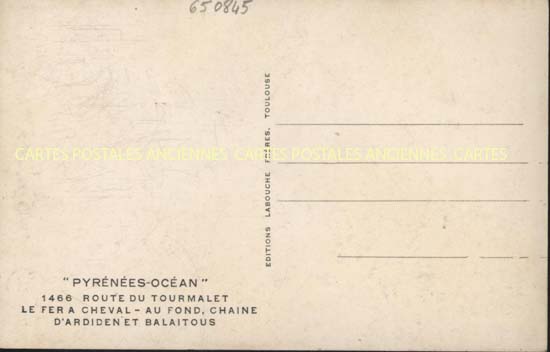 650845
EDITIONS LABOUCHE FRÈRES, TOULOUSE
CARTES POSTALES ANCIENNES CARTES POSTALES ANCIENNES CARTES
"PYRÉNÉES-OCÉAN"
1466 ROUTE DU TOURMALET
LE FER A CHEVAL - AU FOND, CHAINE
D'ARDIDEN ET BALAITOUS